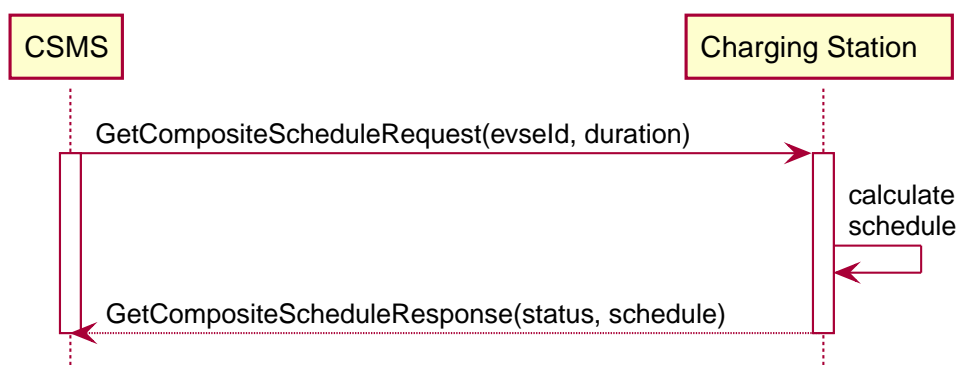 CSMS
Charging Station
GetCompositeScheduleRequest(evseId, duration)
calculate
schedule
GetCompositeScheduleResponse(status, schedule)